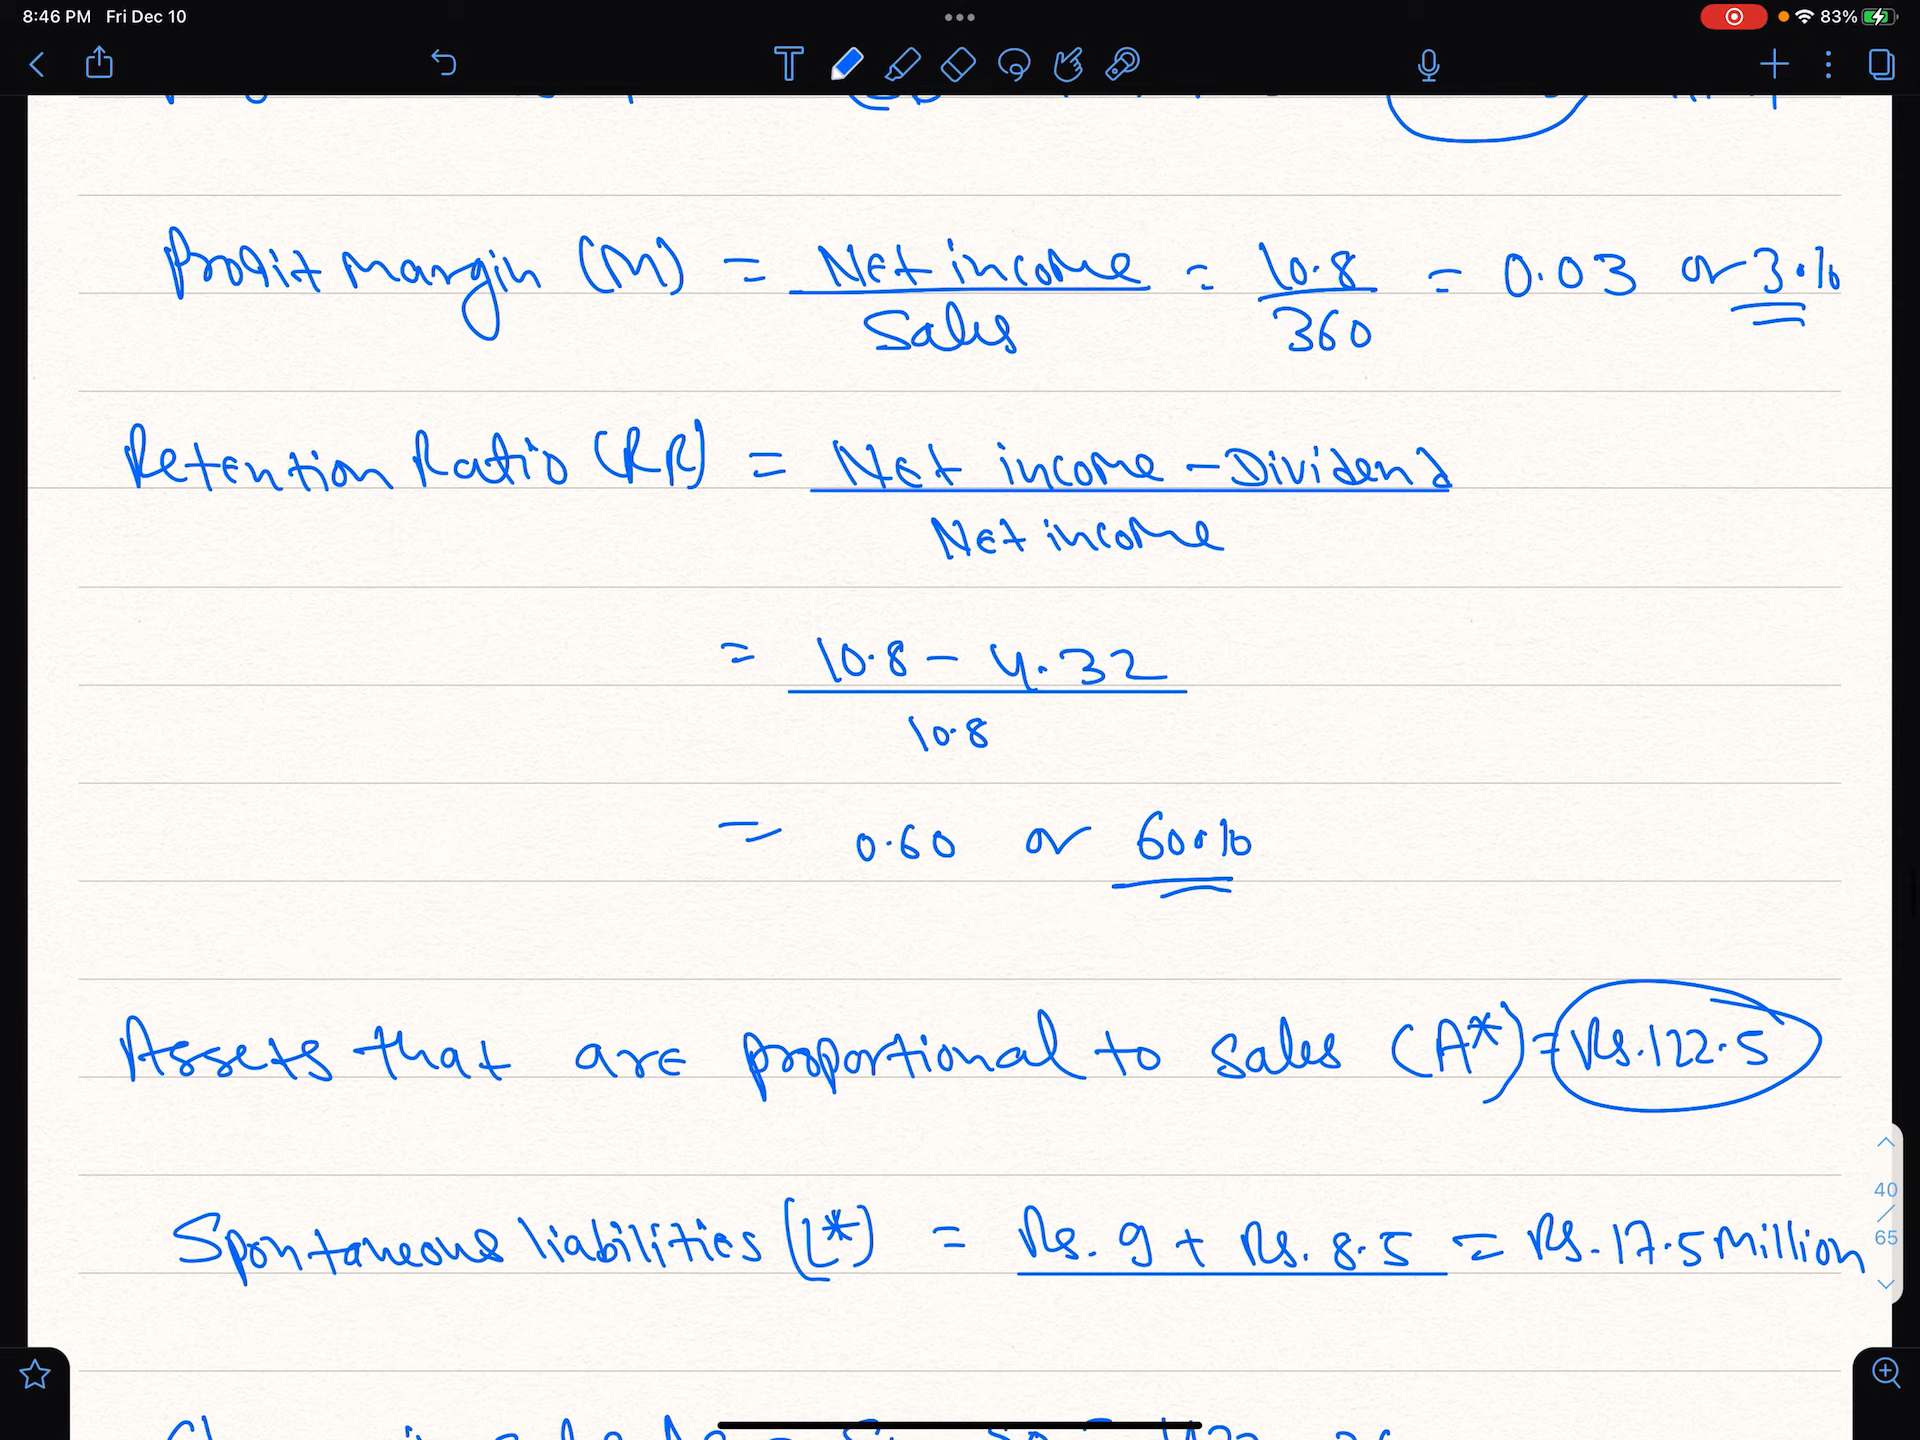 8:46 PM Fri Dec 10
83%
Profit margin (M) = Net income / Sales = 10.8 / 360 = 0.03 or 3%
Retention Ratio (RR) = Net income - Dividend
Net income
= 10.8 - 4.32
10.8
= 0.60 or 60%
Assets that are proportional to sales (A*) = Rs.122.5
Spontaneous liabilities (L*) = Rs. 9 + Rs. 8.5 = Rs. 17.5 Million
40
/
65